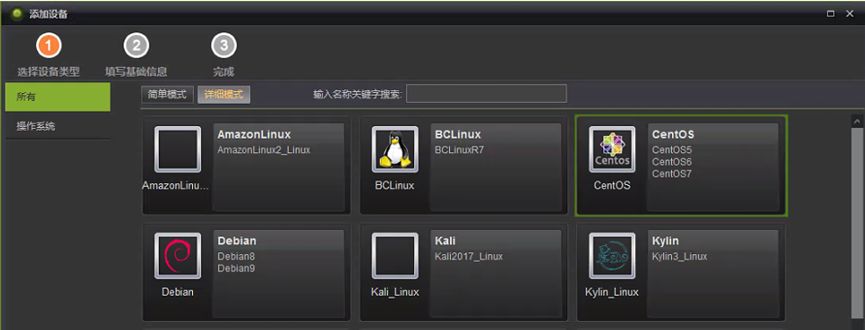 添加设备
1 2 3
选择设备类型 填写基础信息 完成
所有
操作系统
简单模式 详细模式 输入名称关键字搜索:
AmazonLinux
AmazonLinux2_Linux
AmazonLinu...
BCLinux
BCLinuxR7
BCLinux
CentOS
CentOS5
CentOS6
CentOS7
Centos
CentOS
Debian
Debian8
Debian9
Debian
Kali
Kali2017_Linux
Kali_Linux
Kylin
Kylin3_Linux
Kylin_Linux